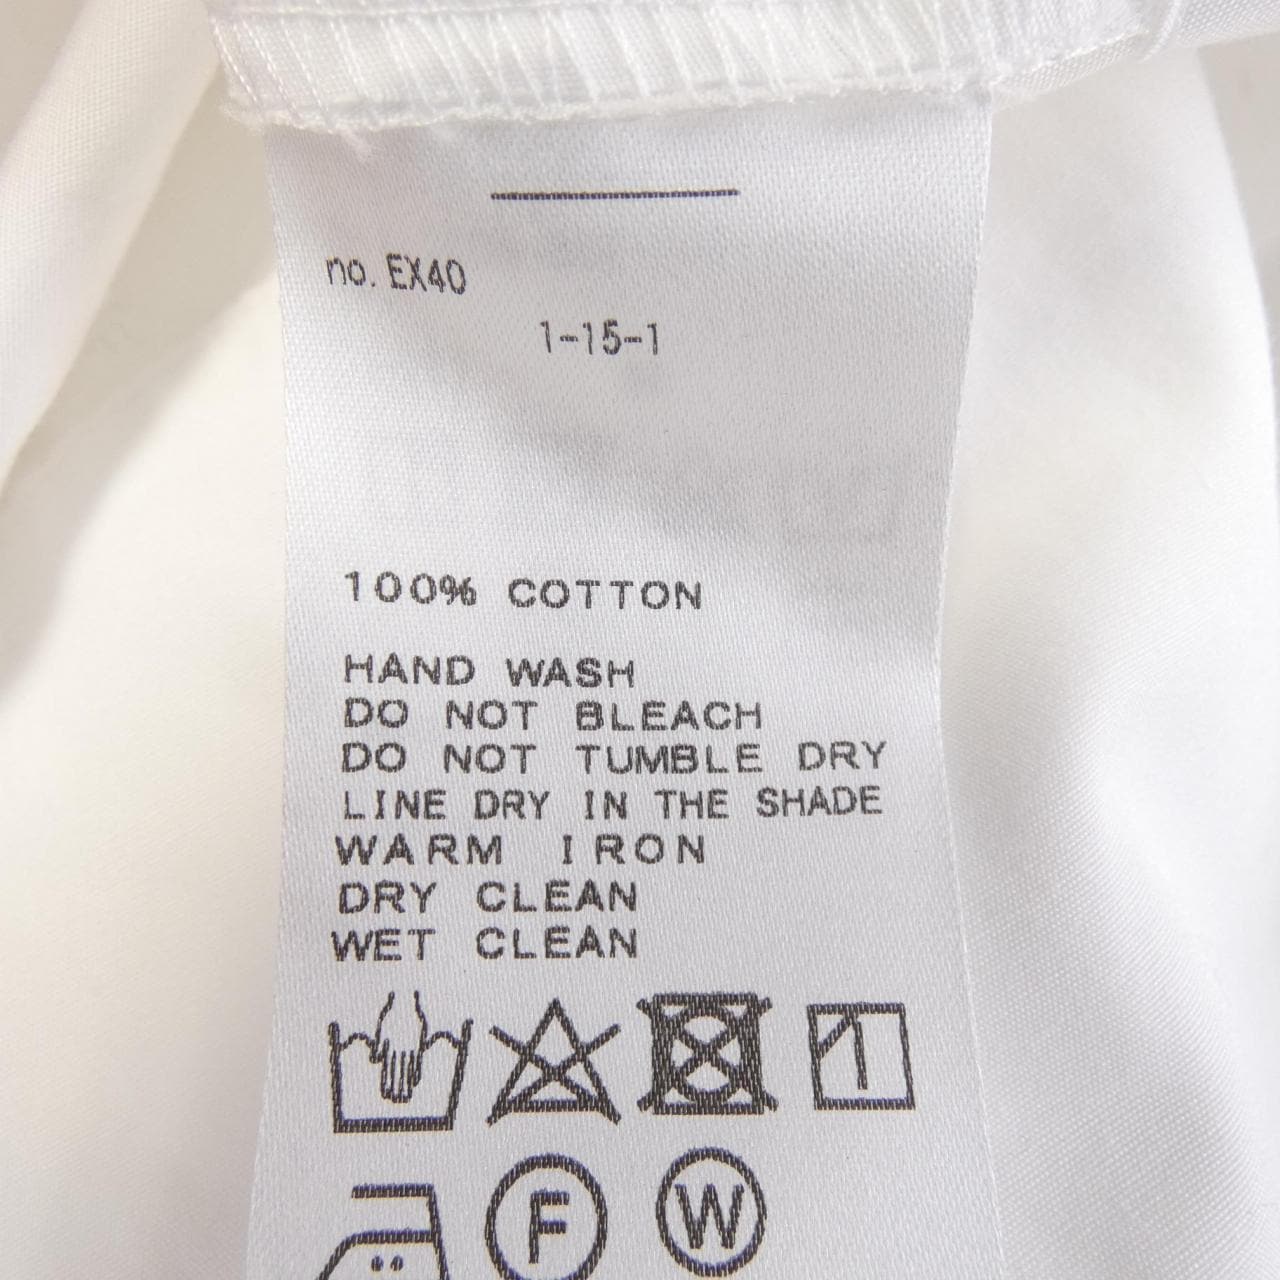 no. EX40
1-15-1
100% COTTON
HAND WASH
DO NOT BLEACH
DO NOT TUMBLE DRY
LINE DRY IN THE SHADE
WARM IRON
DRY CLEAN
WET CLEAN
F W